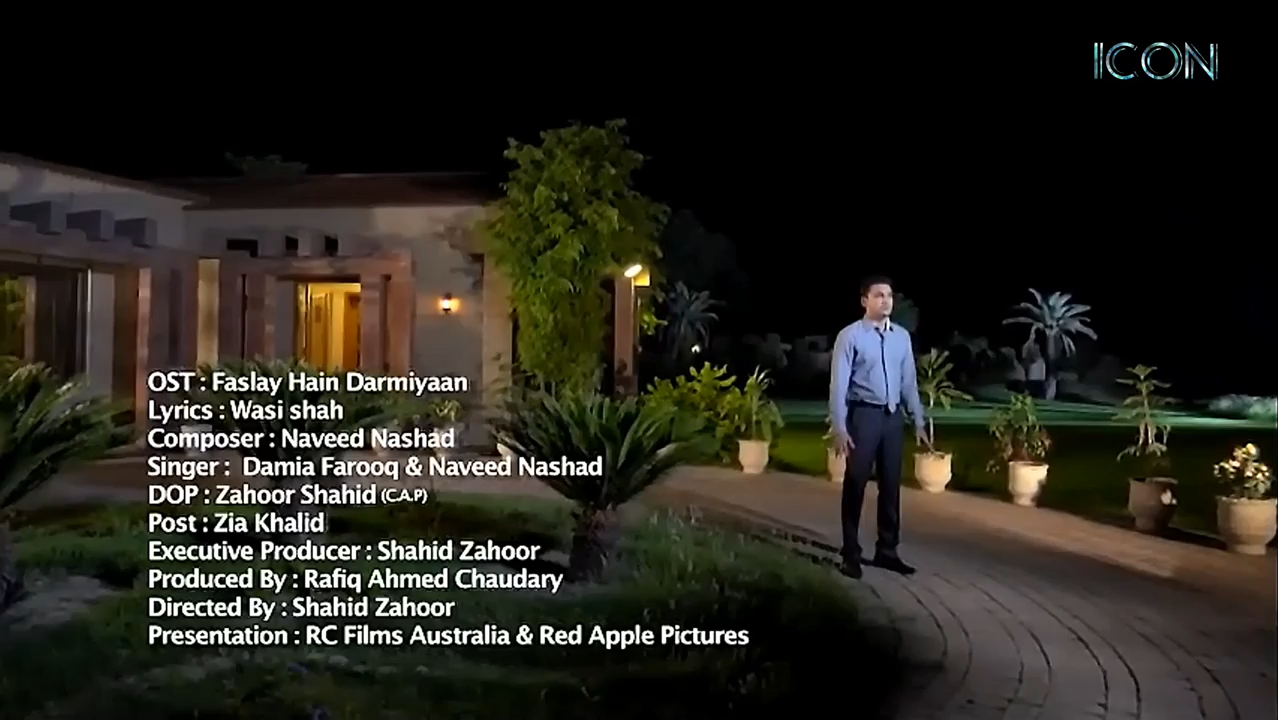 ICON
OST : Faslay Hain Darmiyaan
Lyrics : Wasi shah
Composer : Naveed Nashad
Singer :  Damia Farooq & Naveed Nashad
DOP : Zahoor Shahid (C.A.P)
Post : Zia Khalid
Executive Producer : Shahid Zahoor
Produced By : Rafiq Ahmed Chaudary
Directed By : Shahid Zahoor
Presentation : RC Films Australia & Red Apple Pictures